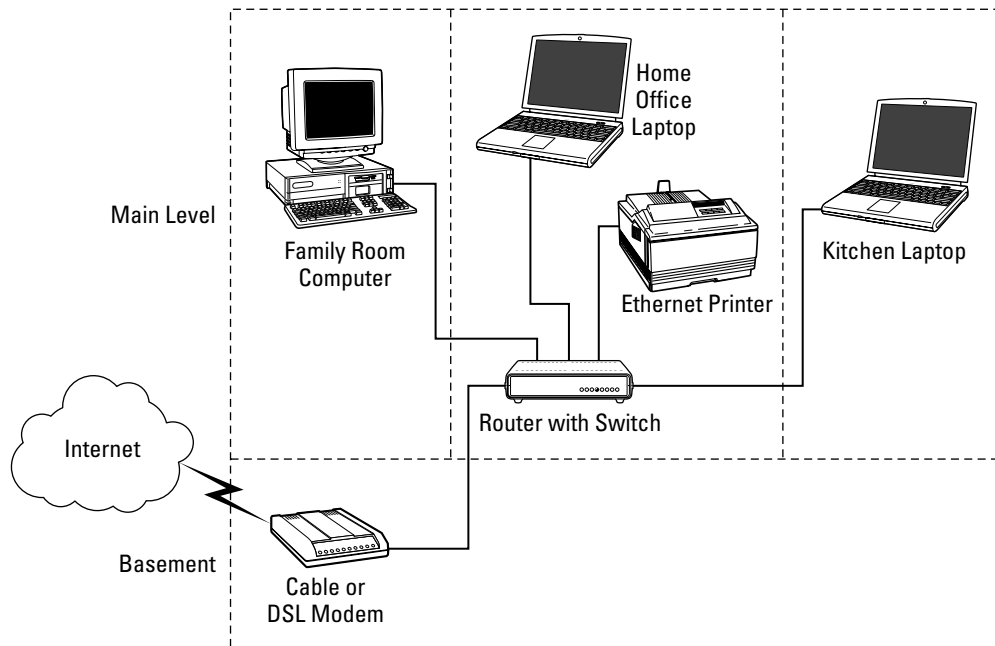 Home
Office
Laptop
Main Level
Family Room
Computer
Kitchen Laptop
Ethernet Printer
Router with Switch
Internet
Basement
Cable or
DSL Modem